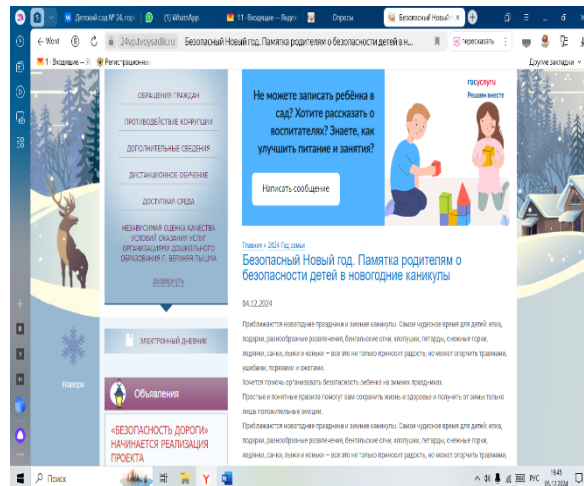 Детский сад № 24, гор
(1) WhatsApp
11· Входящие — Яндек
Опросы
Безопасный Новый
← Word
24vp.tvoysadik.ru
Безопасный Новый год. Памятка родителям о безопасности детей в н...
пересказать
1 · Входящие — Я
Регистрационны
Другие закладки
ОБРАЩЕНИЯ ГРАЖДАН
ПРОТИВОДЕЙСТВИЕ КОРРУПЦИИ
ДОПОЛНИТЕЛЬНЫЕ СВЕДЕНИЯ
ДИСТАНЦИОННОЕ ОБУЧЕНИЕ
ДОСТУПНАЯ СРЕДА
НЕЗАВИСИМАЯ ОЦЕНКА КАЧЕСТВА
УСЛОВИЙ ОКАЗАНИЯ УСЛУГ
ОРГАНИЗАЦИЯМИ ДОШКОЛЬНОГО
ОБРАЗОВАНИЯ Г. ВЕРХНЯЯ ПЫШМА
развернуть
ЭЛЕКТРОННЫЙ ДНЕВНИК
Объявления
«БЕЗОПАСНОСТЬ ДОРОГИ»
НАЧИНАЕТСЯ РЕАЛИЗАЦИЯ
ПРОЕКТА
Наверх
Не можете записать ребёнка в
сад? Хотите рассказать о
воспитателях? Знаете, как
улучшить питание и занятия?
Написать сообщение
госуслуги
Решаем вместе
Главная » 2024 Год семьи
Безопасный Новый год. Памятка родителям о
безопасности детей в новогодние каникулы
04.12.2024
Приближаются новогодние праздники и зимние каникулы. Самое чудесное время для детей: елка,
подарки, разнообразные развлечения, бенгальские огни, хлопушки, петарды, снежные горки,
ледянки, санки, лыжи и коньки — все это не только приносит радость, но и может огорчить травмами,
ушибами, порезами и ожогами.
Хочется помочь организовать безопасность ребенка на зимних праздниках.
Простые и понятные правила помогут вам сохранить жизнь и здоровье и получить от зимы только
лишь положительные эмоции.
Приближаются новогодние праздники и зимние каникулы. Самое чудесное время для детей: елка,
подарки, разнообразные развлечения, бенгальские огни, хлопушки, петарды, снежные горки,
ледянки, санки, лыжи и коньки — все это не только приносит радость, но и может огорчить травмами,
Поиск
РУС
19:45
05.12.2024